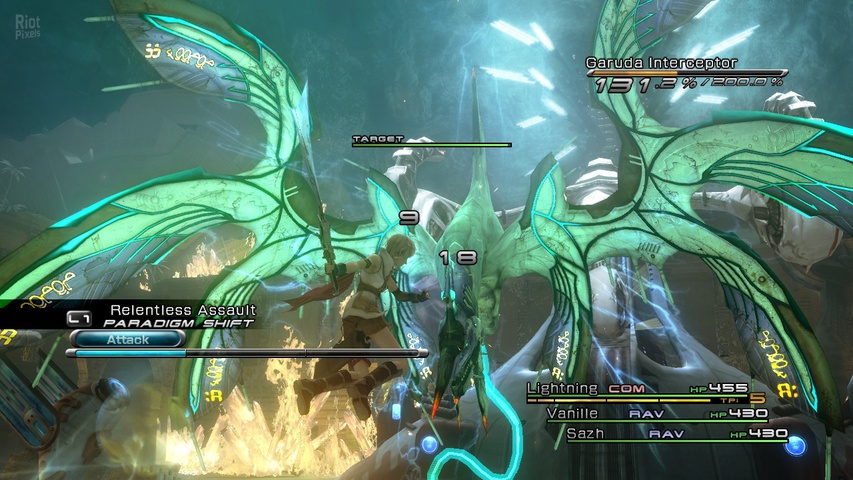 Riot
Pixels
Garuda Interceptor
131.2 % / 200.0 %
TARGET
9
18
L1
Relentless Assault
PARADIGM SHIFT
Attack
Lightning COM HP 455
TP: 5
Vanille RAV HP 430
Sazh RAV HP 430